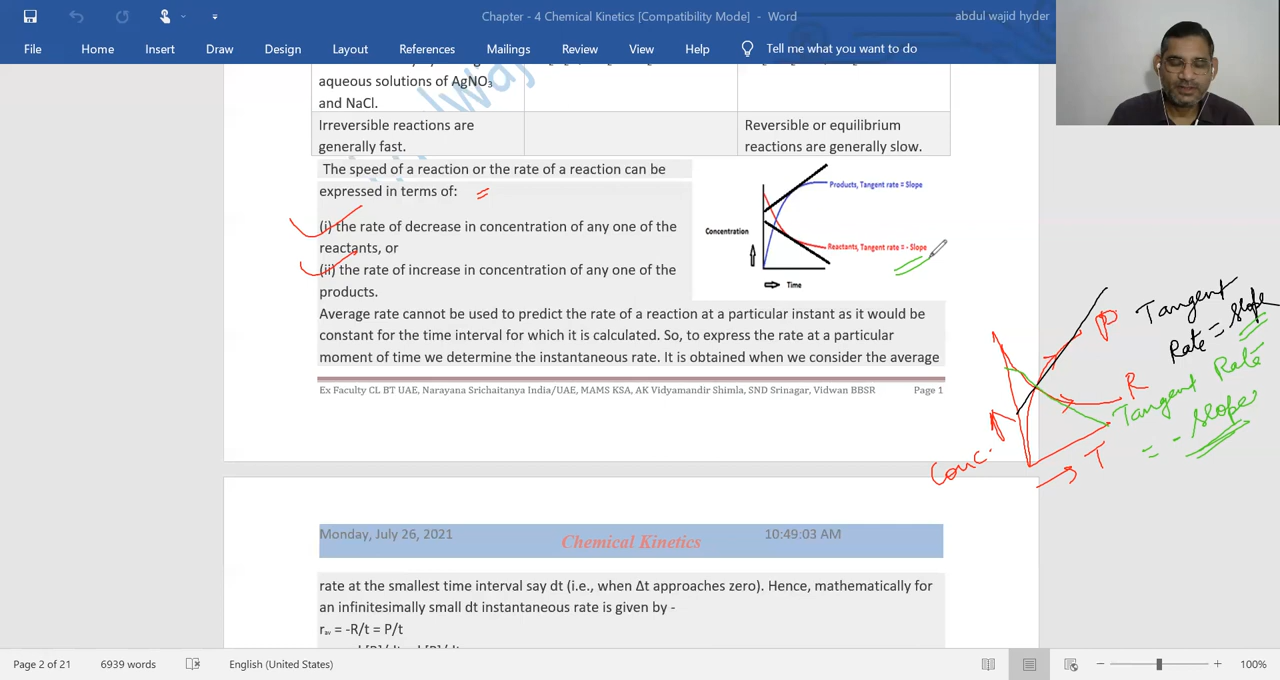 Chapter - 4 Chemical Kinetics [Compatibility Mode] - Word
abdul wajid hyder
File Home Insert Draw Design Layout References Mailings Review View Help Tell me what you want to do
aqueous solutions of AgNO₃
and NaCl.
Irreversible reactions are
generally fast.
Reversible or equilibrium
reactions are generally slow.
The speed of a reaction or the rate of a reaction can be
expressed in terms of:
(i) the rate of decrease in concentration of any one of the
reactants, or
(ii) the rate of increase in concentration of any one of the
products.
Products, Tangent rate = Slope
Concentration
Reactants, Tangent rate = - Slope
Time
Average rate cannot be used to predict the rate of a reaction at a particular instant as it would be
constant for the time interval for which it is calculated. So, to express the rate at a particular
moment of time we determine the instantaneous rate. It is obtained when we consider the average
Ex Faculty CL BT UAE, Narayana Srichaitanya India/UAE, MAMS KSA, AK Vidyamandir Shimla, SND Srinagar, Vidwan BBSR Page 1
P
Tangent
Rate = Slope
R
Tangent Rate
= - Slope
Conc.
T
Monday, July 26, 2021
Chemical Kinetics
10:49:03 AM
rate at the smallest time interval say dt (i.e., when Δt approaches zero). Hence, mathematically for
an infinitesimally small dt instantaneous rate is given by -
rₐᵥ = -R/t = P/t
Page 2 of 21 6939 words English (United States) 100%